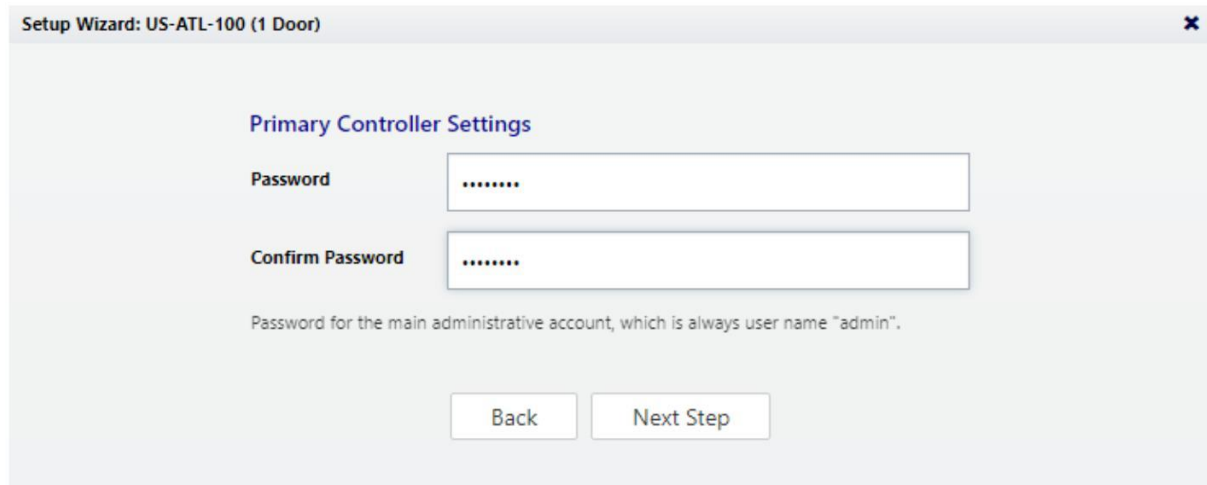 Setup Wizard: US-ATL-100 (1 Door)
Primary Controller Settings
Password ••••••••
Confirm Password ••••••••
Password for the main administrative account, which is always user name "admin".
Back Next Step